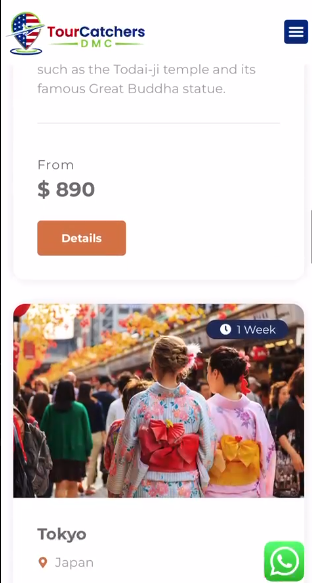 TourCatchers
DMC
such as the Todai-ji temple and its
famous Great Buddha statue.
From
$ 890
Details
1 Week
Tokyo
Japan